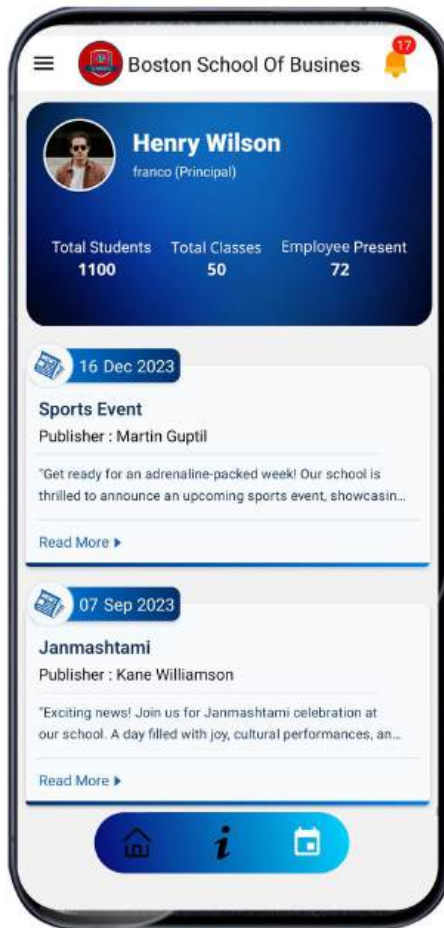 Boston School Of Busines
17
Henry Wilson
franco (Principal)
Total Students Total Classes Employee Present
1100 50 72
16 Dec 2023
Sports Event
Publisher : Martin Guptil
"Get ready for an adrenaline-packed week! Our school is
thrilled to announce an upcoming sports event, showcasin...
Read More
07 Sep 2023
Janmashtami
Publisher : Kane Williamson
"Exciting news! Join us for Janmashtami celebration at
our school. A day filled with joy, cultural performances, an...
Read More